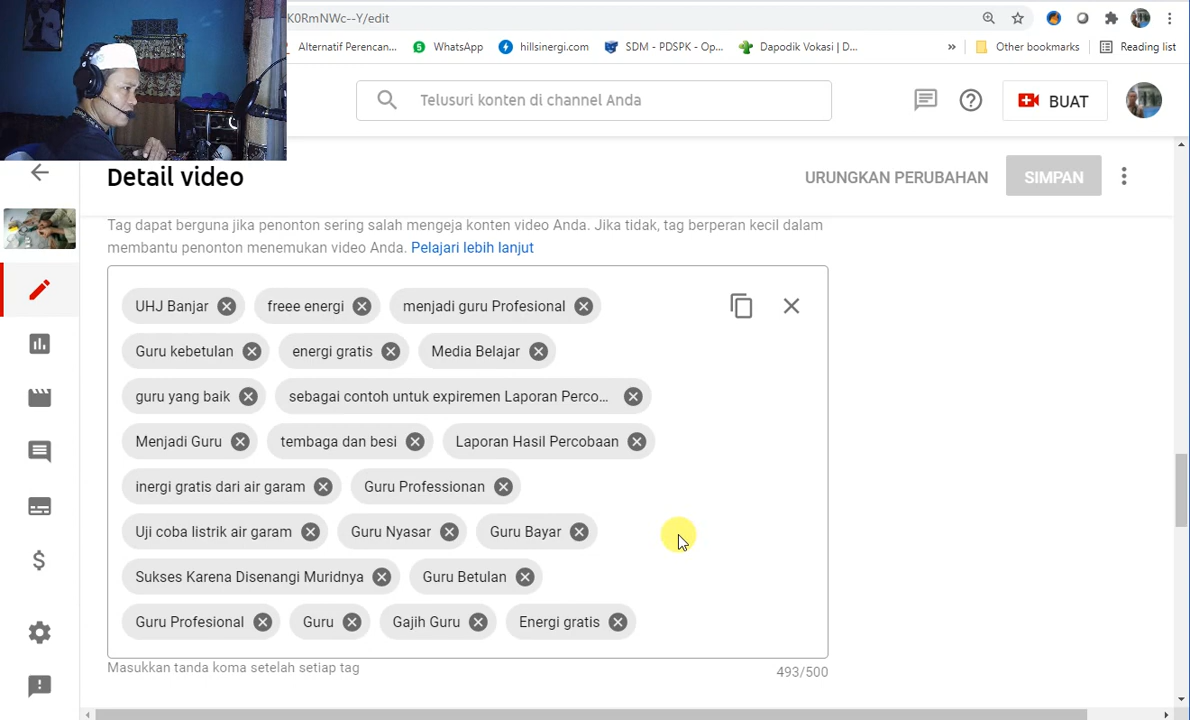 K0RmNWc--Y/edit
Alternatif Perencan... WhatsApp hillsinergi.com SDM - PDSPK - Op... Dapodik Vokasi | D... » Other bookmarks Reading list
Telusuri konten di channel Anda
BUAT
Detail video
URUNGKAN PERUBAHAN
SIMPAN
Tag dapat berguna jika penonton sering salah mengeja konten video Anda. Jika tidak, tag berperan kecil dalam
membantu penonton menemukan video Anda. Pelajari lebih lanjut
UHJ Banjar freee energi menjadi guru Profesional
Guru kebetulan energi gratis Media Belajar
guru yang baik sebagai contoh untuk expiremen Laporan Perco...
Menjadi Guru tembaga dan besi Laporan Hasil Percobaan
inergi gratis dari air garam Guru Professionan
Uji coba listrik air garam Guru Nyasar Guru Bayar
Sukses Karena Disenangi Muridnya Guru Betulan
Guru Profesional Guru Gajih Guru Energi gratis
Masukkan tanda koma setelah setiap tag
493/500